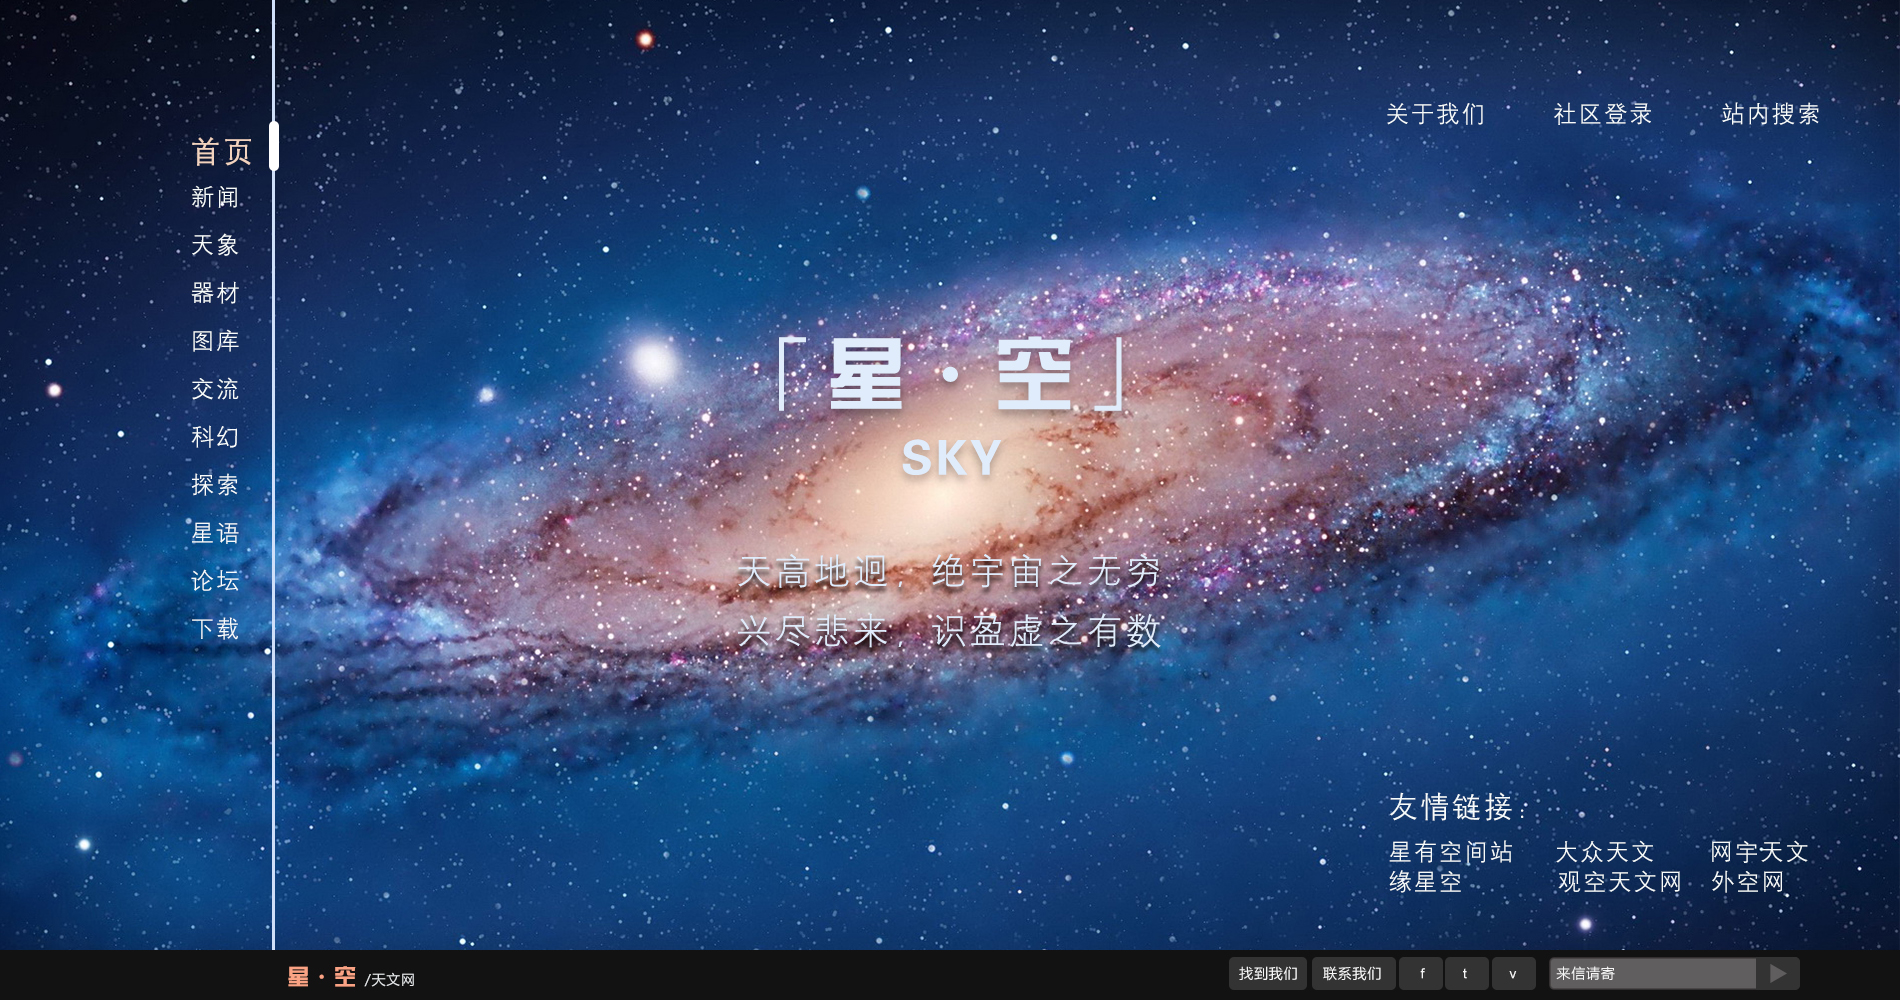 关于我们 社区登录 站内搜索
首页
新闻
天象
器材
图库
交流
科幻
探索
星语
论坛
下载
「星·空」
SKY
天高地迥，绝宇宙之无穷
兴尽悲来，识盈虚之有数
友情链接：
星有空间站 大众天文 网宇天文
缘星空 观空天文网 外空网
星·空 /天文网
找到我们 联系我们 f t v 来信请寄